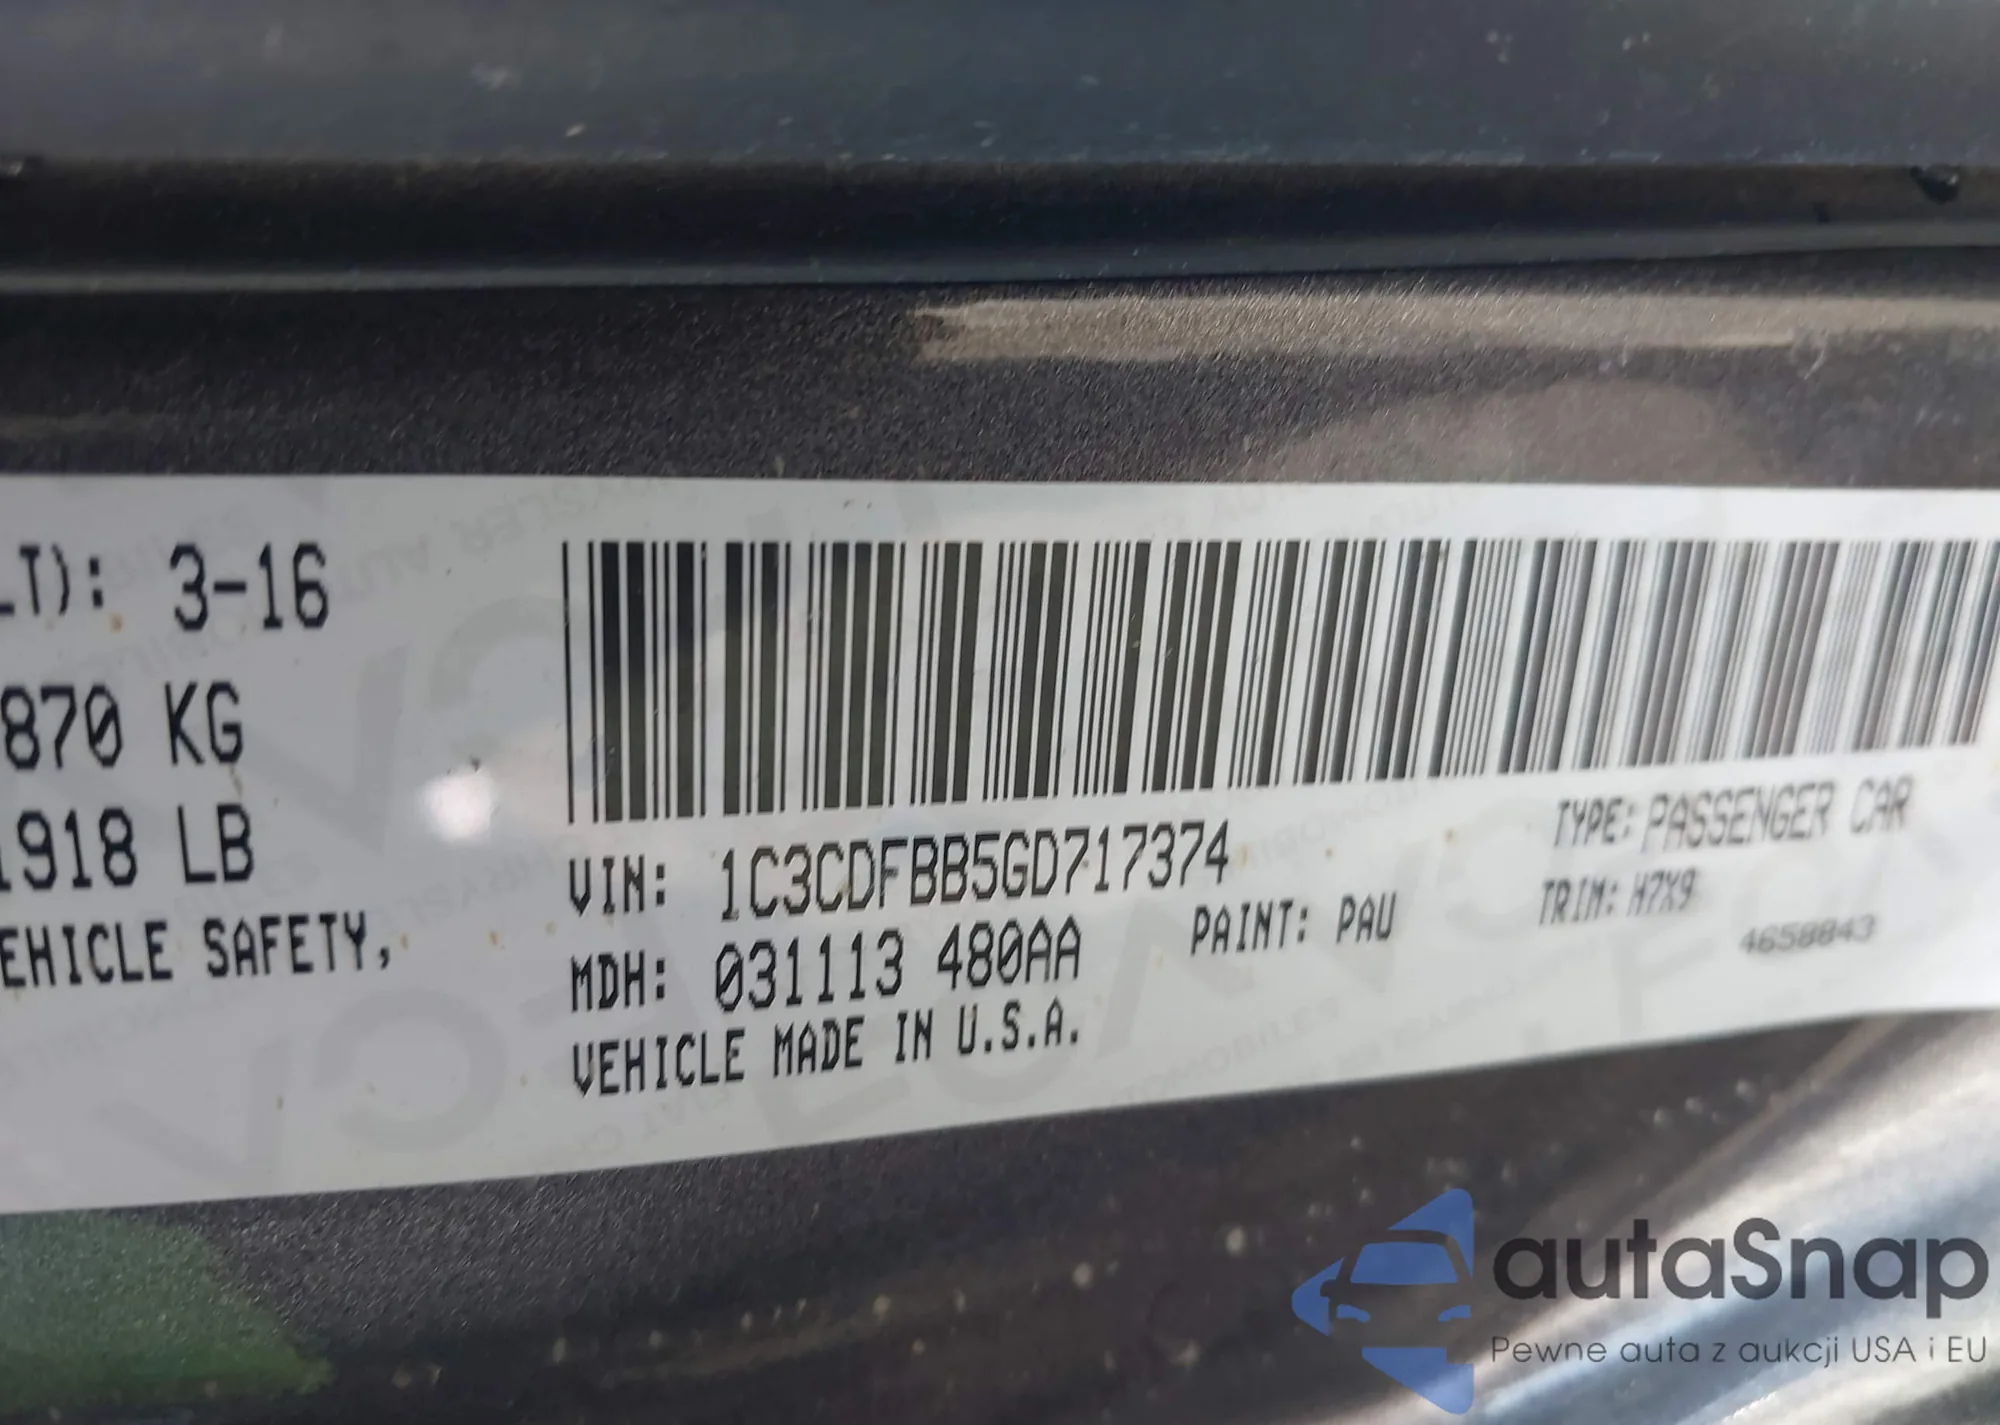 LT): 3-16
870 KG
1918 LB
EHICLE SAFETY,
VIN: 1C3CDFBB5GD717374
MDH: 031113 480AA
PAINT: PAU
VEHICLE MADE IN U.S.A.
TYPE: PASSENGER CAR
TRIM: H7X9
4658843
autaSnap
Pewne auta z aukcji USA i EU